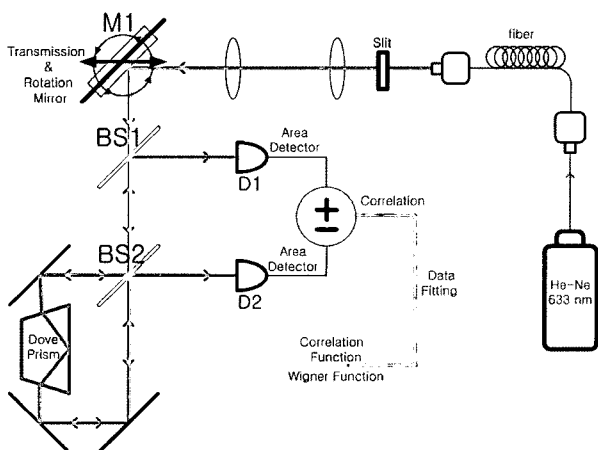 M1
Transmission
&
Rotation
Mirror
Slit
fiber
BS1
Area
Detector
D1
Correlation
+
−
BS2
Area
Detector
D2
He-Ne
633 nm
Data
Fitting
Dove
Prism
Correlation
Function
Wigner Function